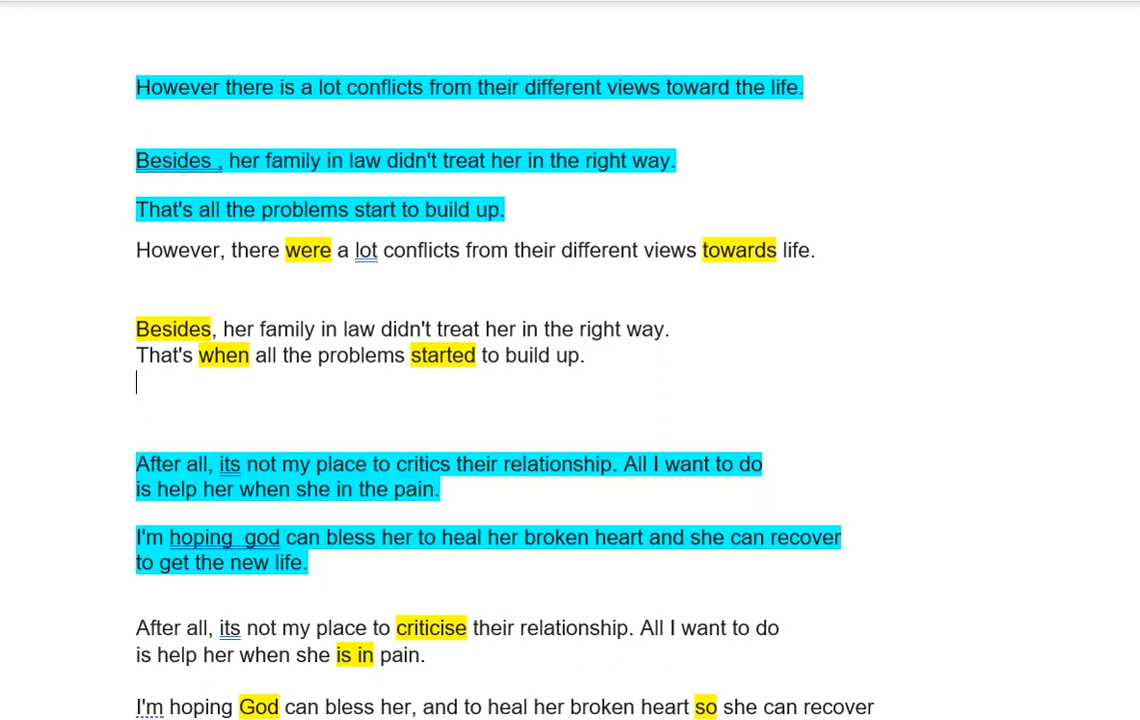 However there is a lot conflicts from their different views toward the life.
Besides , her family in law didn't treat her in the right way.
That's all the problems start to build up.
However, there were a lot conflicts from their different views towards life.
Besides, her family in law didn't treat her in the right way.
That's when all the problems started to build up.
After all, its not my place to critics their relationship. All I want to do
is help her when she in the pain.
I'm hoping  god can bless her to heal her broken heart and she can recover
to get the new life.
After all, its not my place to criticise their relationship. All I want to do
is help her when she is in pain.
I'm hoping God can bless her, and to heal her broken heart so she can recover